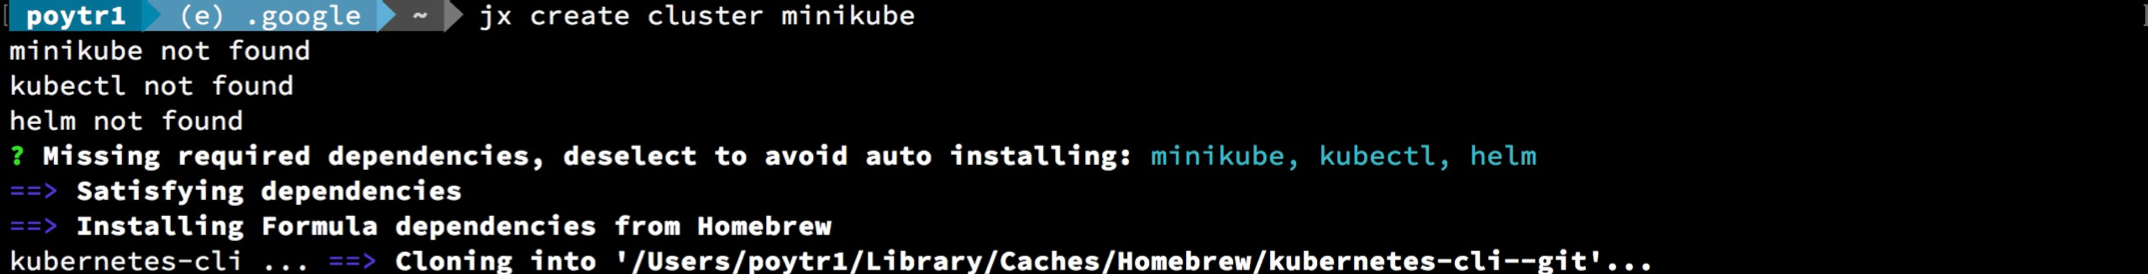 poytr1 (e) .google ~ jx create cluster minikube
minikube not found
kubectl not found
helm not found
? Missing required dependencies, deselect to avoid auto installing: minikube, kubectl, helm
==> Satisfying dependencies
==> Installing Formula dependencies from Homebrew
kubernetes-cli ... ==> Cloning into '/Users/poytr1/Library/Caches/Homebrew/kubernetes-cli--git'...